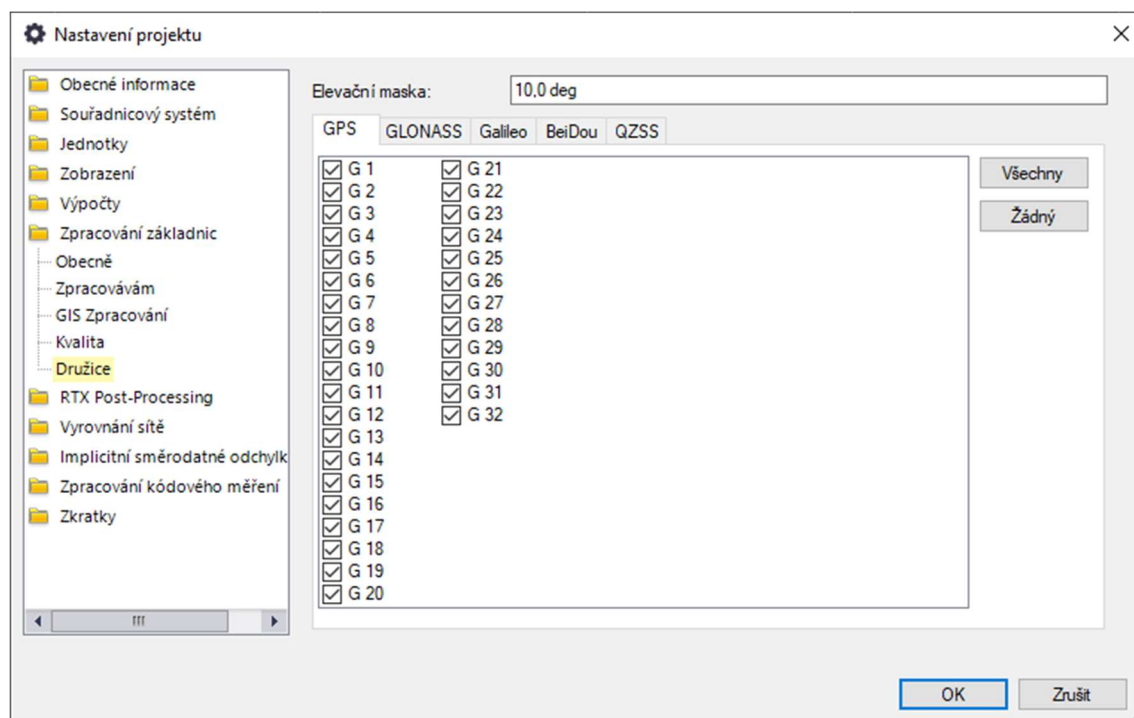 Nastavení projektu
Obecné informace
Souřadnicový systém
Jednotky
Zobrazení
Výpočty
Zpracování základnic
Obecně
Zpracovávám
GIS Zpracování
Kvalita
Družice
RTX Post-Processing
Vyrovnání sítě
Implicitní směrodatné odchylk
Zpracování kódového měření
Zkratky
Elevační maska: 10,0 deg
GPS GLONASS Galileo BeiDou QZSS
G 1 G 21
G 2 G 22
G 3 G 23
G 4 G 24
G 5 G 25
G 6 G 26
G 7 G 27
G 8 G 28
G 9 G 29
G 10 G 30
G 11 G 31
G 12 G 32
G 13
G 14
G 15
G 16
G 17
G 18
G 19
G 20
Všechny
Žádný
OK Zrušit